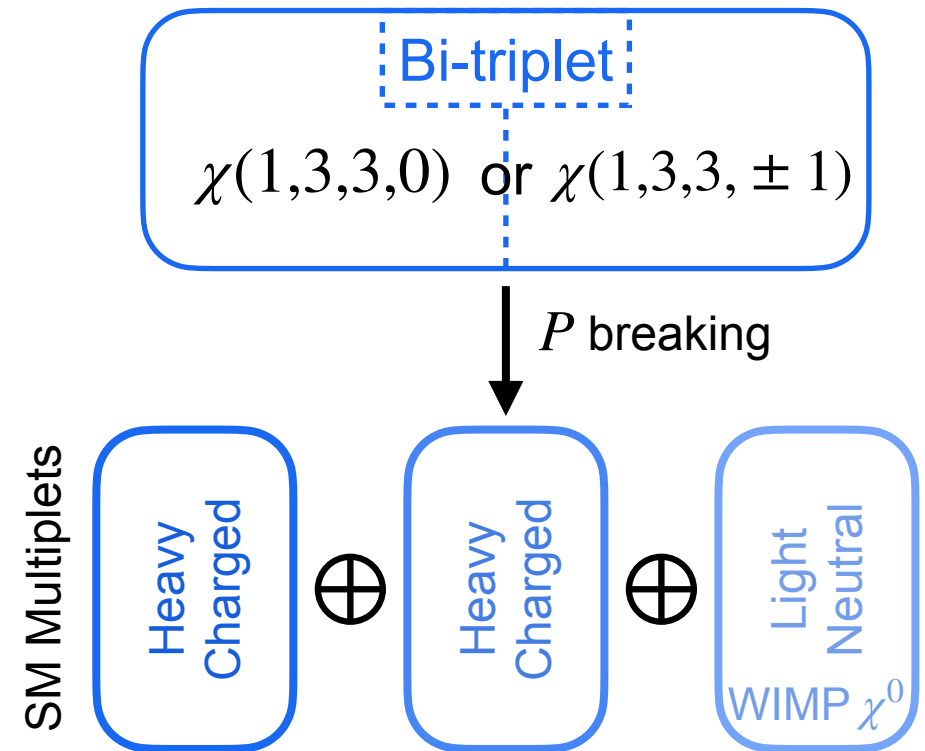 Bi-triplet
χ(1,3,3,0) or χ(1,3,3, ± 1)
P breaking
SM Multiplets
Heavy
Charged
⊕
Heavy
Charged
⊕
Light
Neutral
WIMP χ⁰